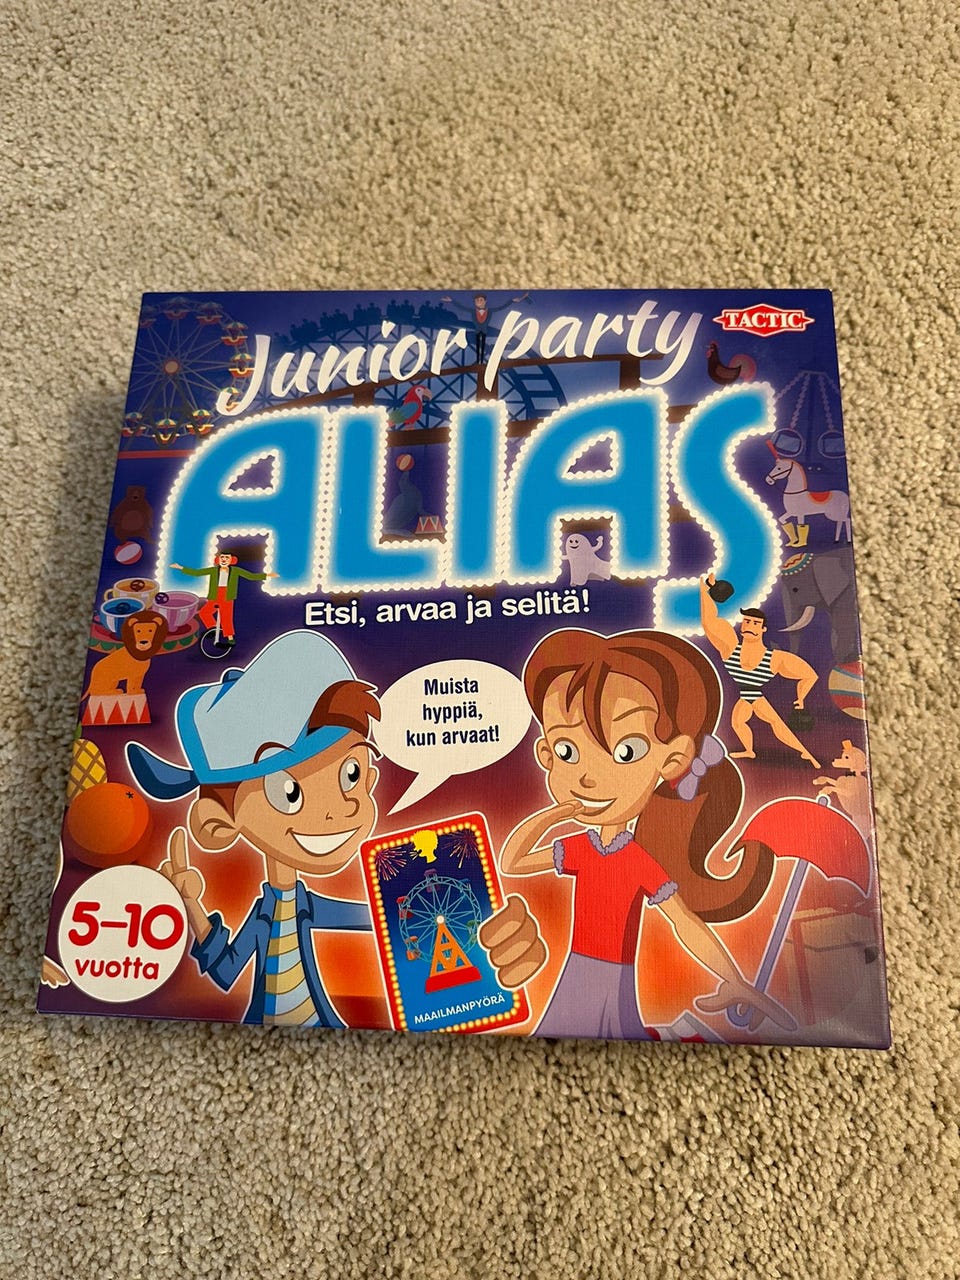 Junior party
TACTIC
ALIAS
Etsi, arvaa ja selitä!
Muista
hyppiä,
kun arvaat!
5–10
vuotta
MAAILMANPYÖRÄ